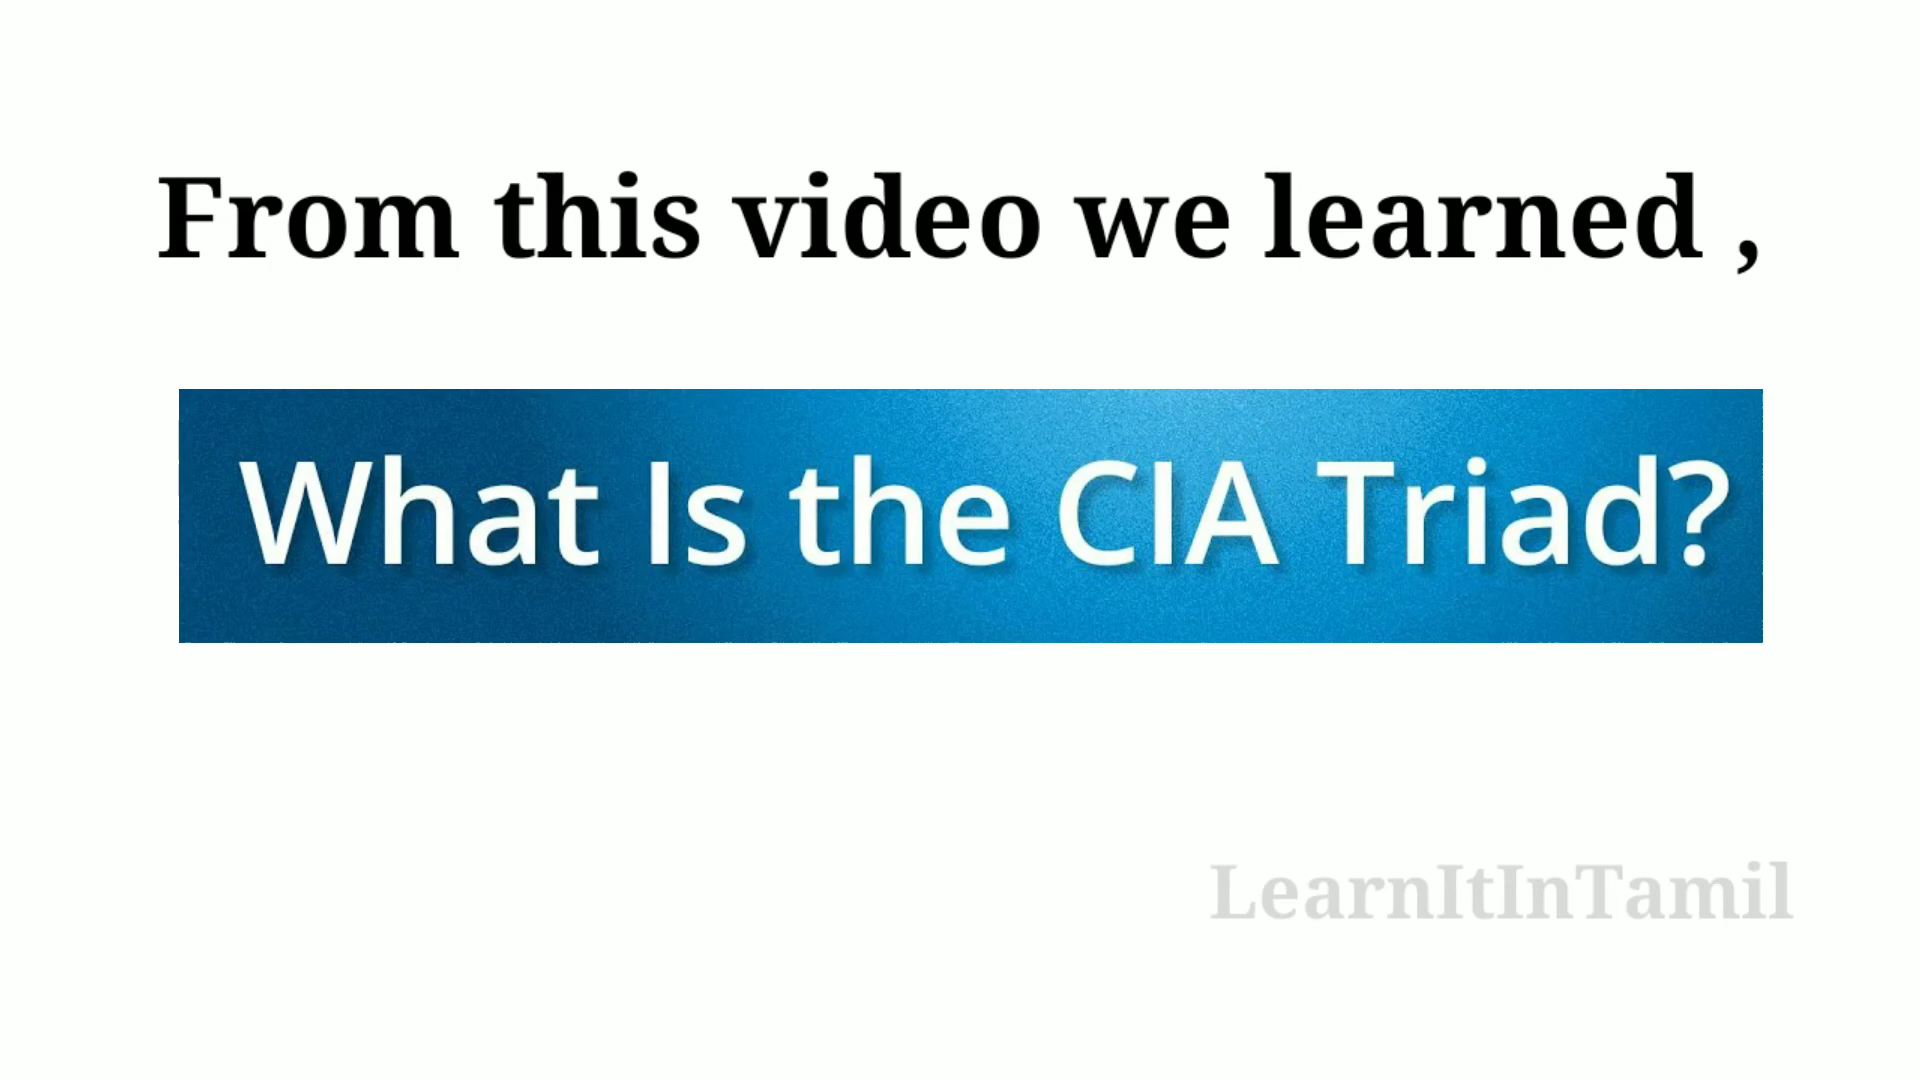 From this video we learned ,
What Is the CIA Triad?
LearnItInTamil